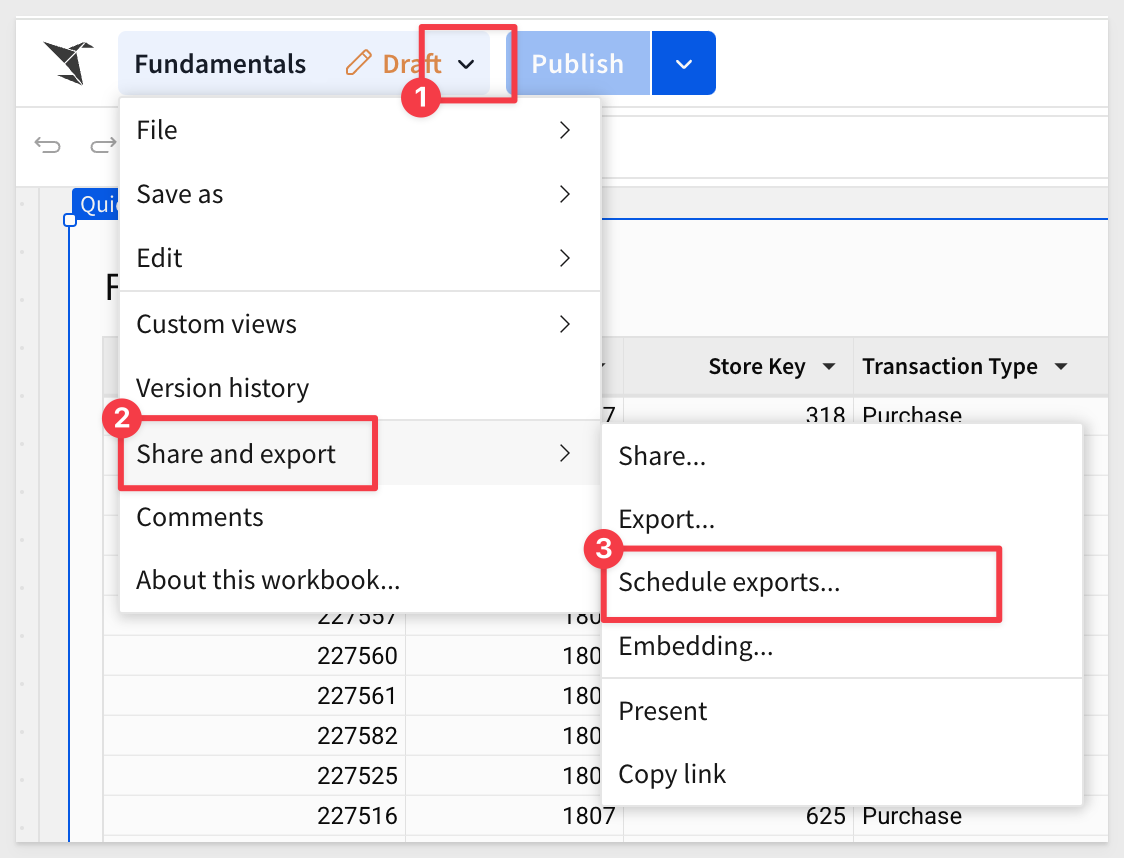 Fundamentals Draft Publish
1
File
Save as
Edit
Custom views
Store Key Transaction Type
Version history
7 318 Purchase
2
Share and export
Share...
Comments
Export...
3
About this workbook...
Schedule exports...
227557 180
Embedding...
227560 180
227561 180
Present
227582 180
227525 180
Copy link
227516 1807 625 Purchase